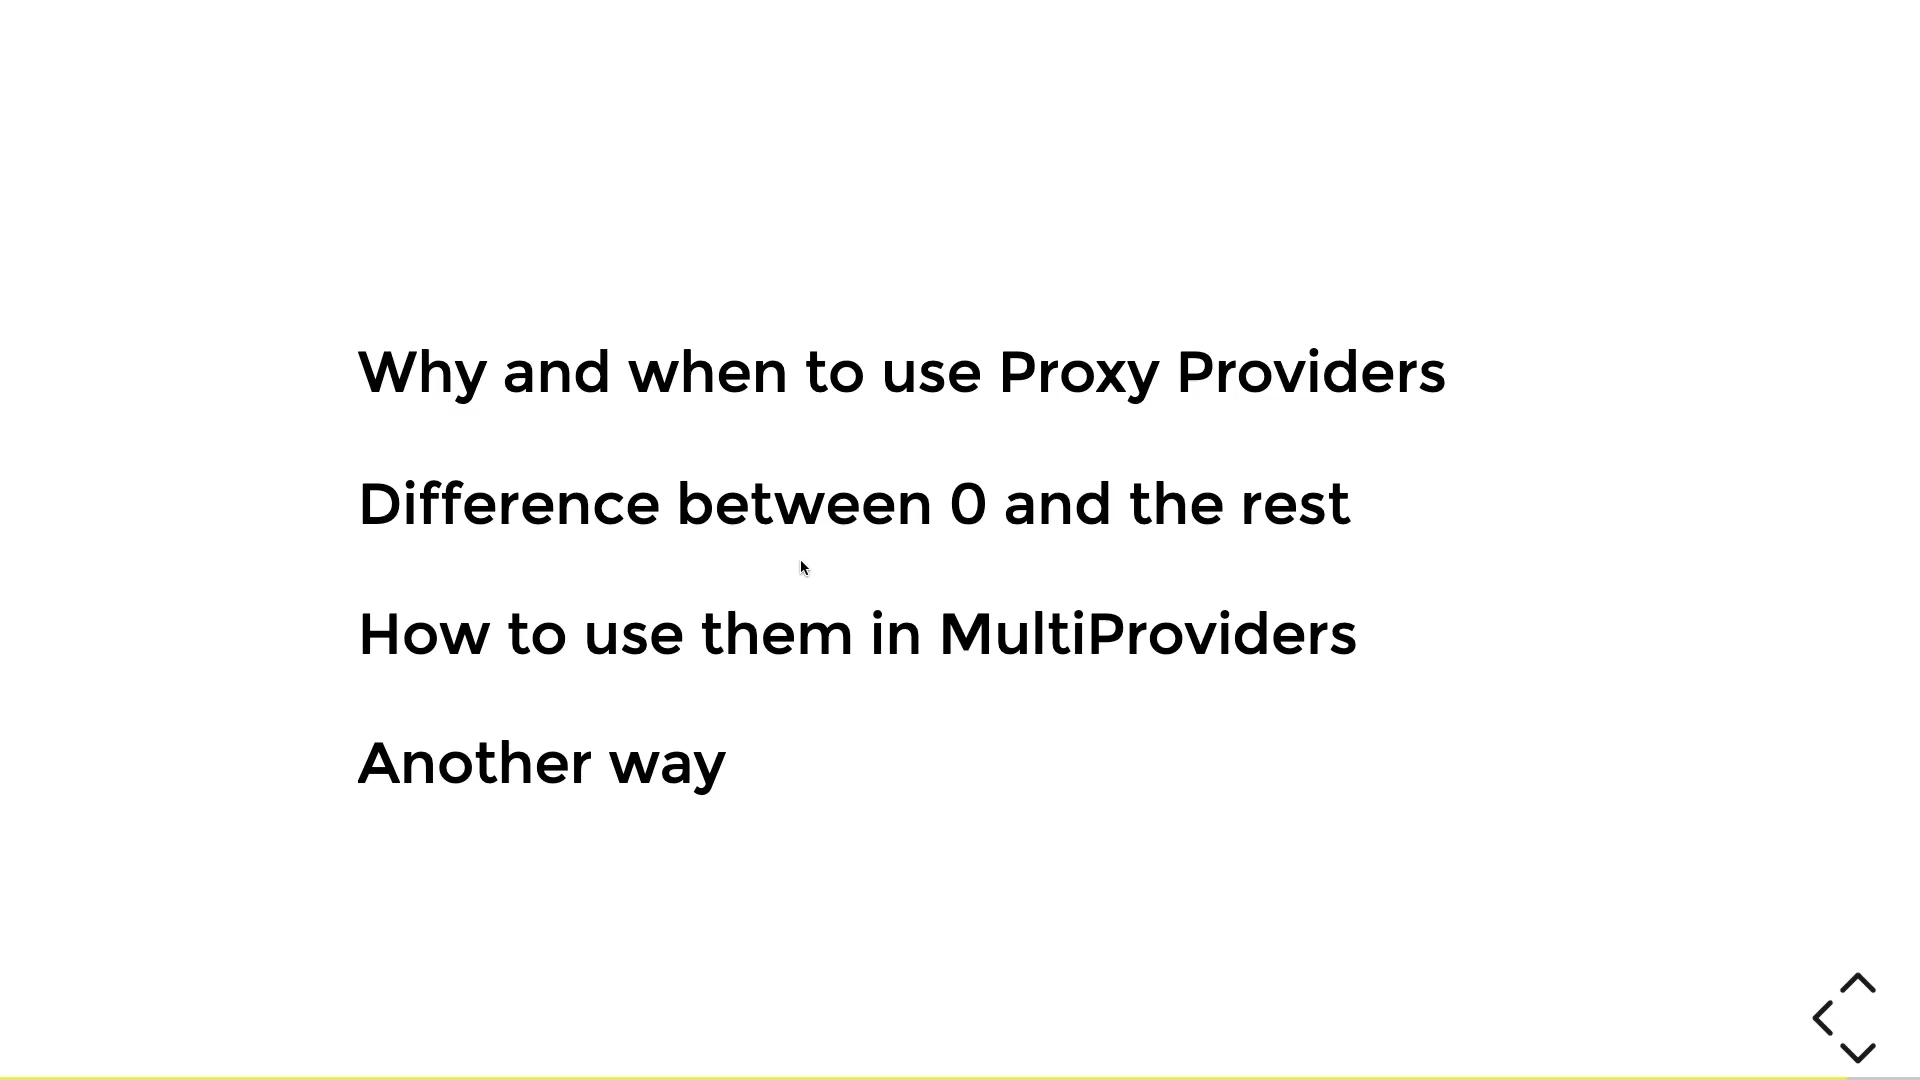 Why and when to use Proxy Providers
Difference between 0 and the rest
How to use them in MultiProviders
Another way